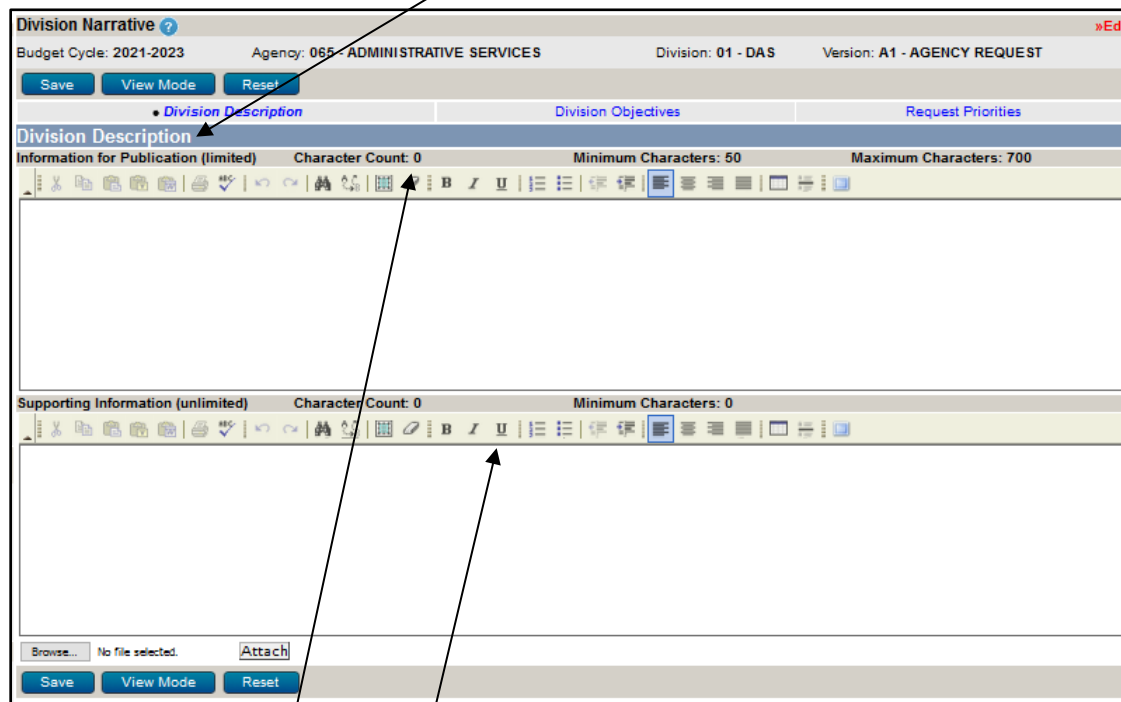 Division Narrative ? »Ed
Budget Cycle: 2021-2023 Agency: 065 - ADMINISTRATIVE SERVICES Division: 01 - DAS Version: A1 - AGENCY REQUEST
Save View Mode Reset
• Division Description Division Objectives Request Priorities
Division Description
Information for Publication (limited) Character Count: 0 Minimum Characters: 50 Maximum Characters: 700
B I U
Supporting Information (unlimited) Character Count: 0 Minimum Characters: 0
B I U
Browse... No file selected. Attach
Save View Mode Reset